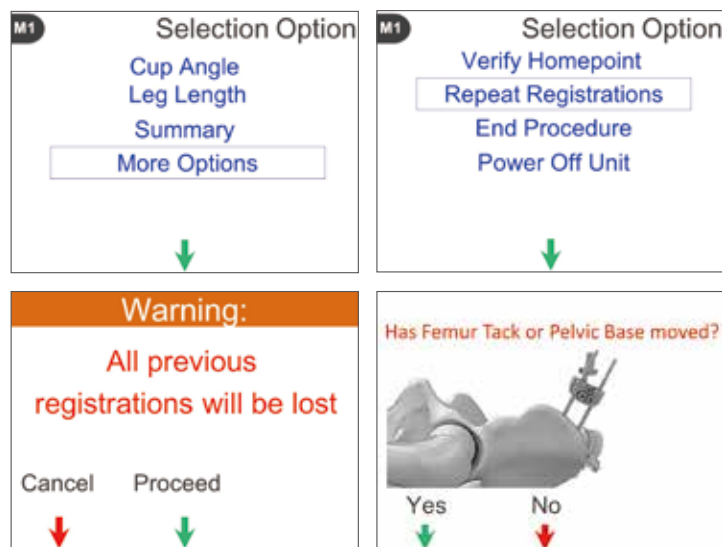 M1
Selection Option
Cup Angle
Leg Length
Summary
More Options
M1
Selection Option
Verify Homepoint
Repeat Registrations
End Procedure
Power Off Unit
Warning:
All previous
registrations will be lost
Cancel Proceed
Has Femur Tack or Pelvic Base moved?
Yes No